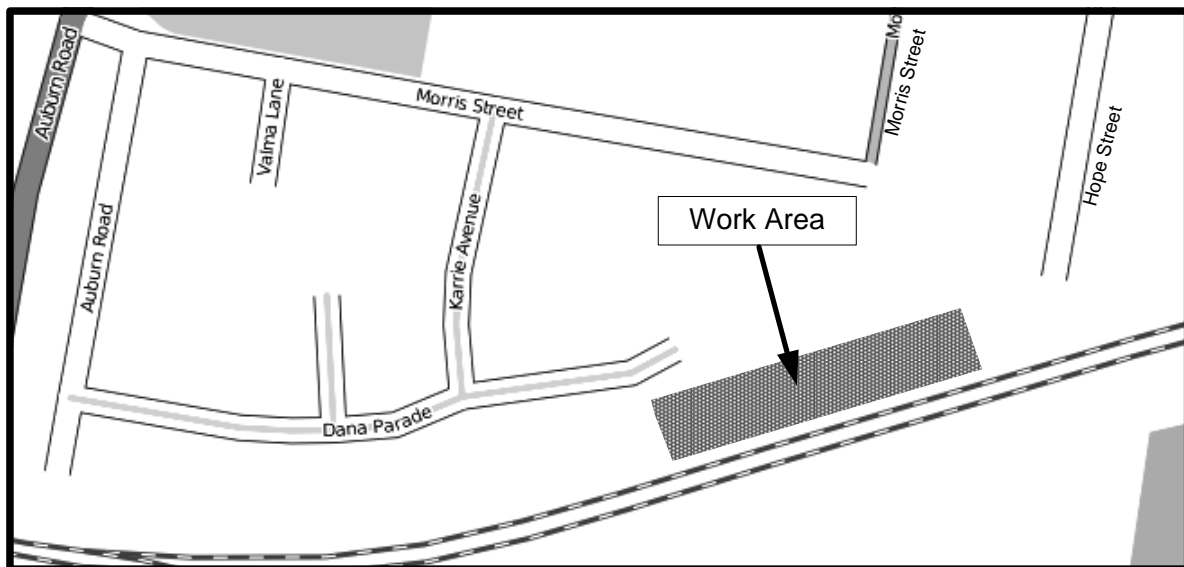 Auburn Road
Mo
Morris Street
Valma Lane
Morris Street
Hope Street
Work Area
Auburn Road
Karrie Avenue
Dana Parade